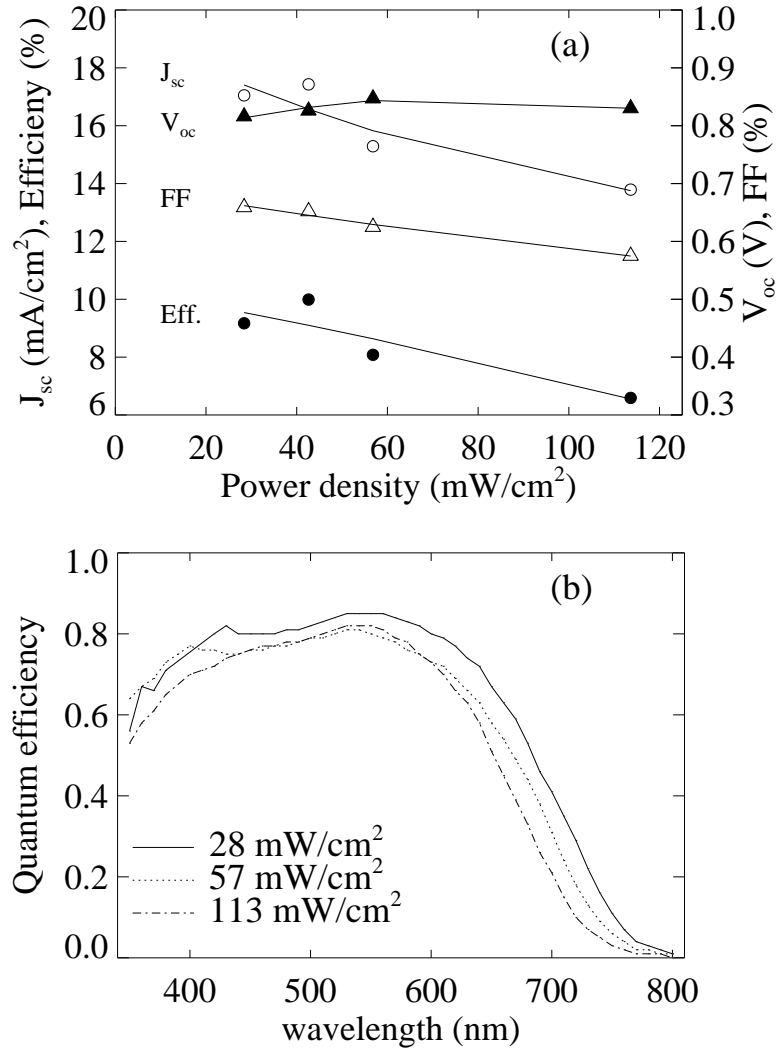 (a)
20
18
16
14
12
10
8
6
J_sc (mA/cm²), Efficieny (%)
J_sc
V_oc
FF
Eff.
1.0
0.9
0.8
0.7
0.6
0.5
0.4
0.3
V_oc (V), FF (%)
0 20 40 60 80 100 120
Power density (mW/cm²)
(b)
1.0
0.8
0.6
0.4
0.2
0.0
Quantum efficiency
28 mW/cm²
57 mW/cm²
113 mW/cm²
400 500 600 700 800
wavelength (nm)